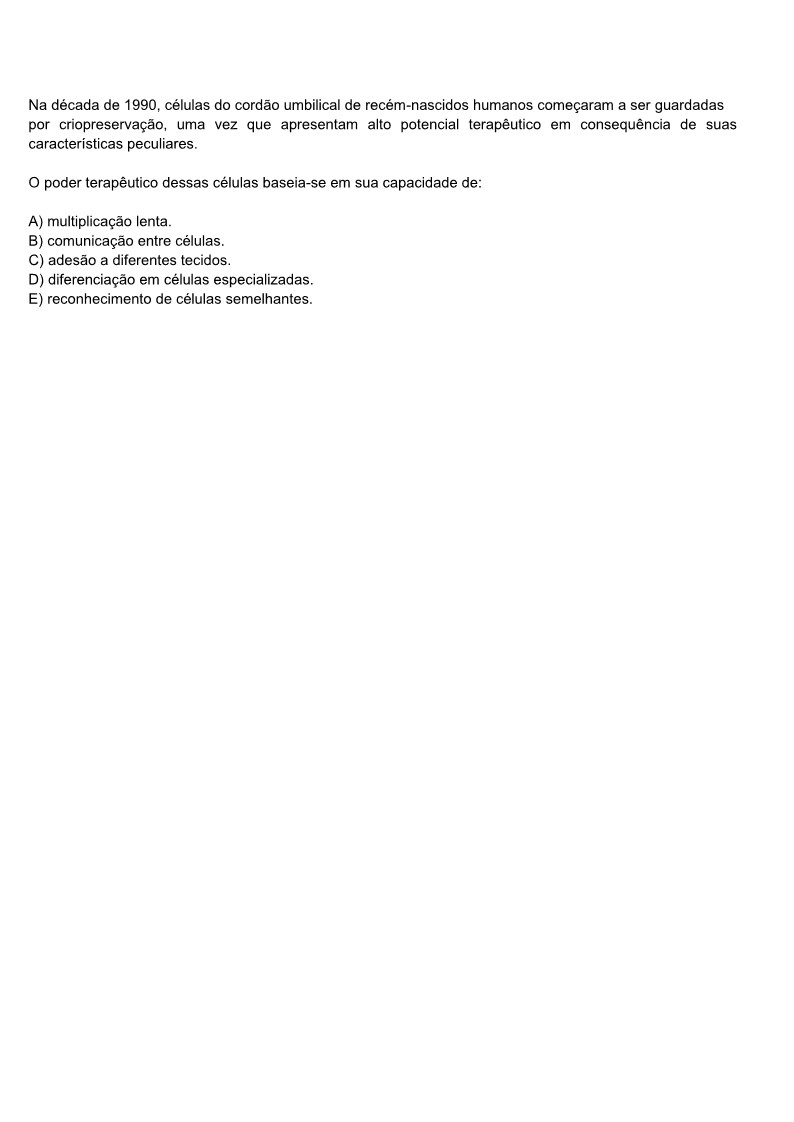 Na década de 1990, células do cordão umbilical de recém-nascidos humanos começaram a ser guardadas
por criopreservação, uma vez que apresentam alto potencial terapêutico em consequência de suas
características peculiares.
O poder terapêutico dessas células baseia-se em sua capacidade de:
A) multiplicação lenta.
B) comunicação entre células.
C) adesão a diferentes tecidos.
D) diferenciação em células especializadas.
E) reconhecimento de células semelhantes.